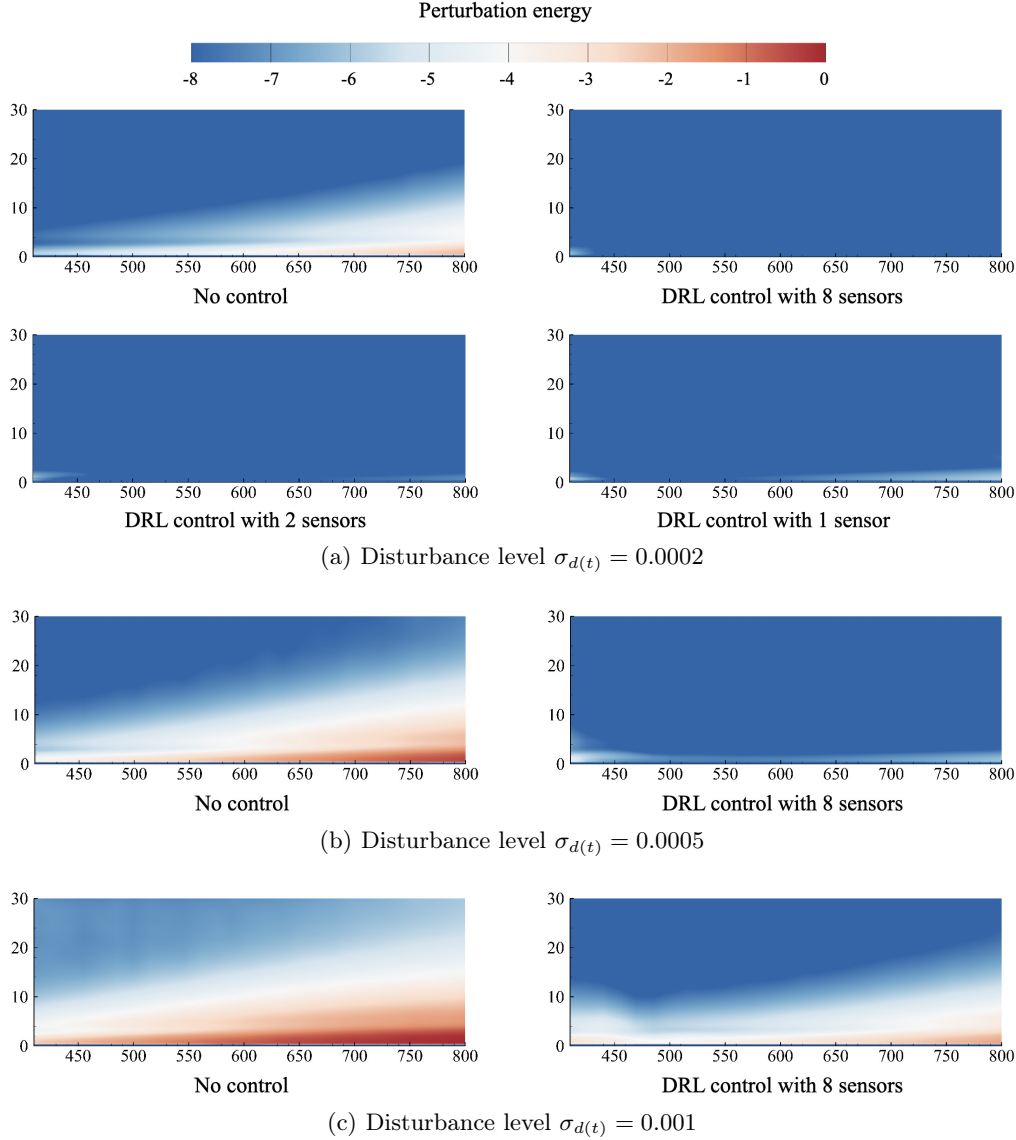 Perturbation energy
-8 -7 -6 -5 -4 -3 -2 -1 0
30
20
10
0
450 500 550 600 650 700 750 800
No control
30
20
10
0
450 500 550 600 650 700 750 800
DRL control with 8 sensors
30
20
10
0
450 500 550 600 650 700 750 800
DRL control with 2 sensors
30
20
10
0
450 500 550 600 650 700 750 800
DRL control with 1 sensor
(a) Disturbance level σ_{d(t)} = 0.0002
30
20
10
0
450 500 550 600 650 700 750 800
No control
30
20
10
0
450 500 550 600 650 700 750 800
DRL control with 8 sensors
(b) Disturbance level σ_{d(t)} = 0.0005
30
20
10
0
450 500 550 600 650 700 750 800
No control
30
20
10
0
450 500 550 600 650 700 750 800
DRL control with 8 sensors
(c) Disturbance level σ_{d(t)} = 0.001